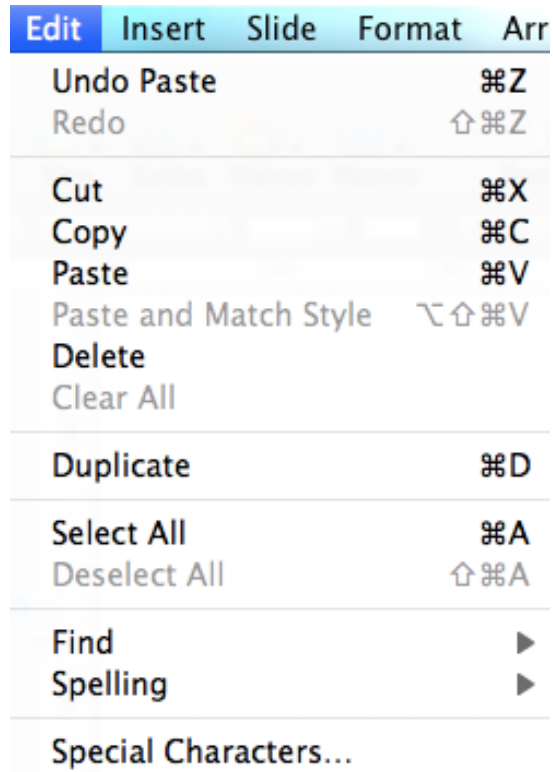 Edit Insert Slide Format Arr
Undo Paste ⌘Z
Redo ⇧⌘Z
Cut ⌘X
Copy ⌘C
Paste ⌘V
Paste and Match Style ⌥⇧⌘V
Delete
Clear All
Duplicate ⌘D
Select All ⌘A
Deselect All ⇧⌘A
Find ▶
Spelling ▶
Special Characters...